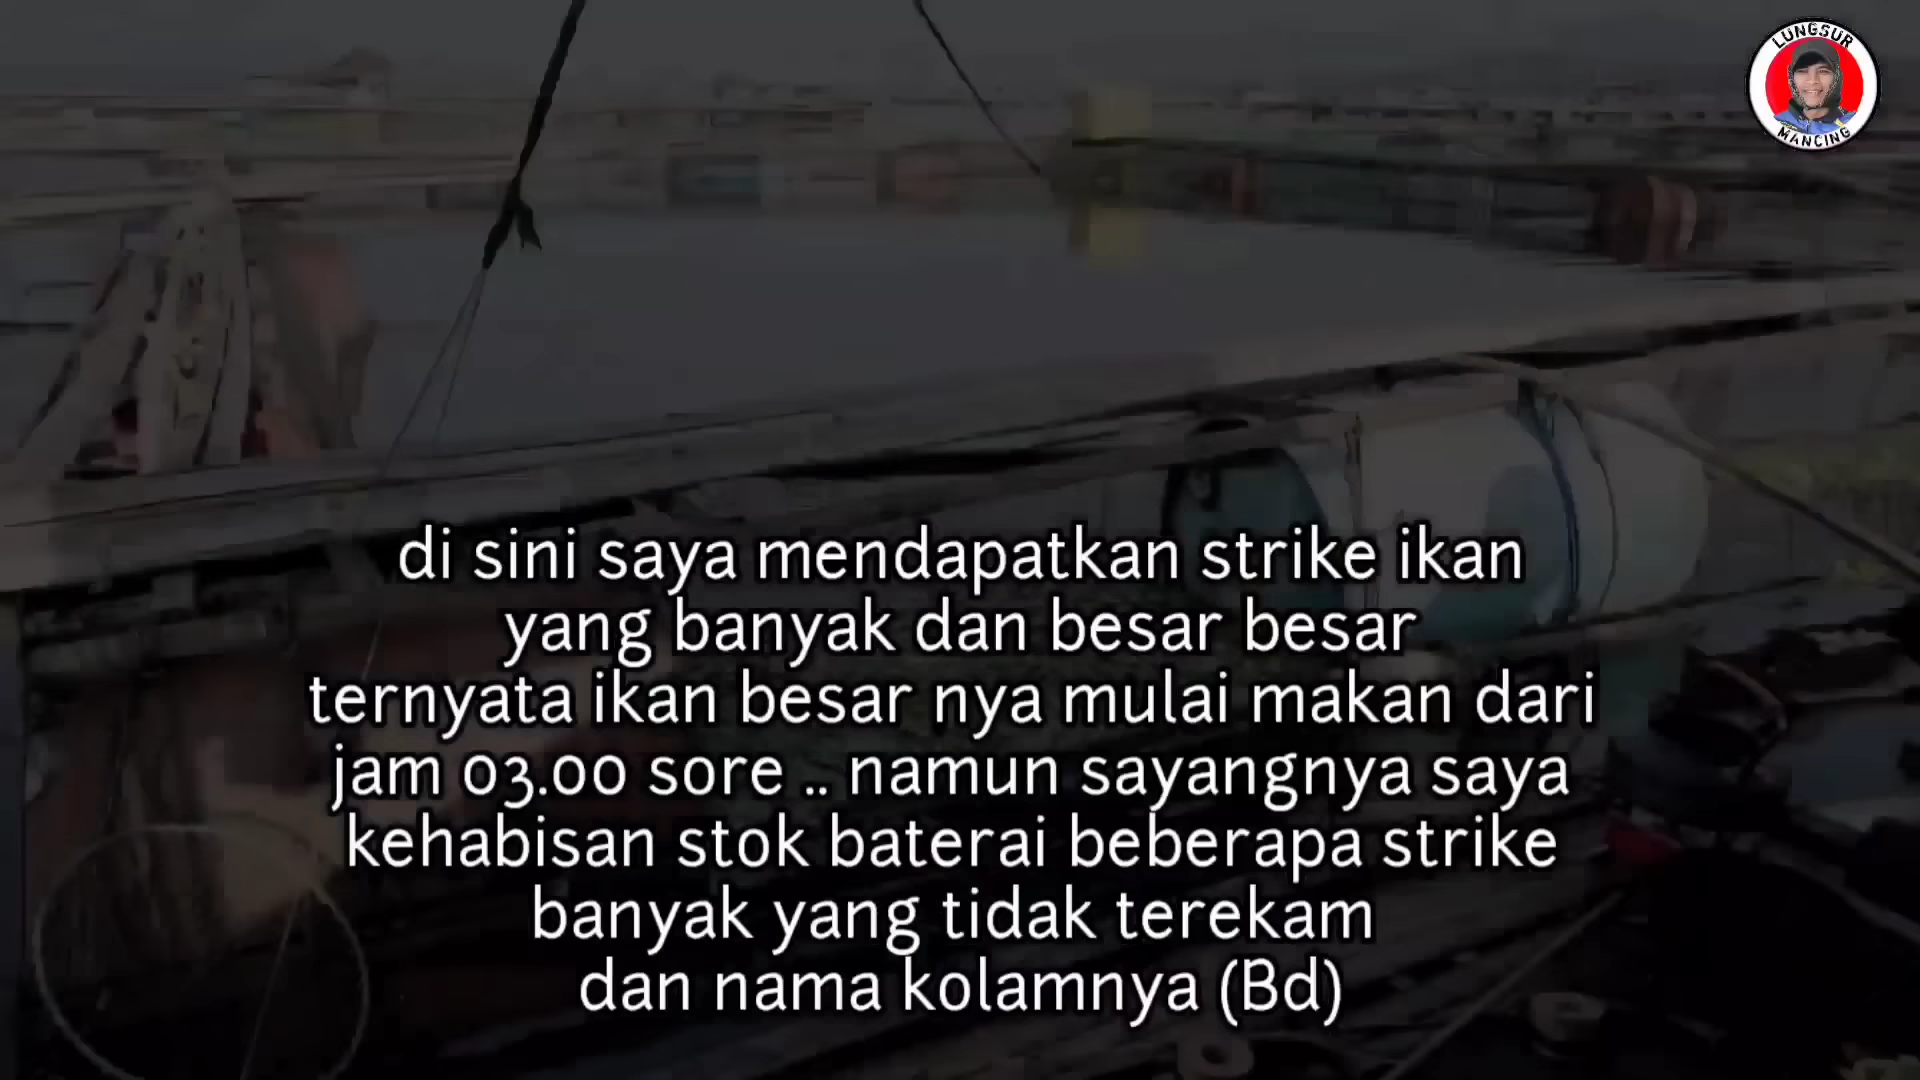 LUNGSUR
MANCING
di sini saya mendapatkan strike ikan
yang banyak dan besar besar
ternyata ikan besar nya mulai makan dari
jam 03.00 sore .. namun sayangnya saya
kehabisan stok baterai beberapa strike
banyak yang tidak terekam
dan nama kolamnya (Bd)